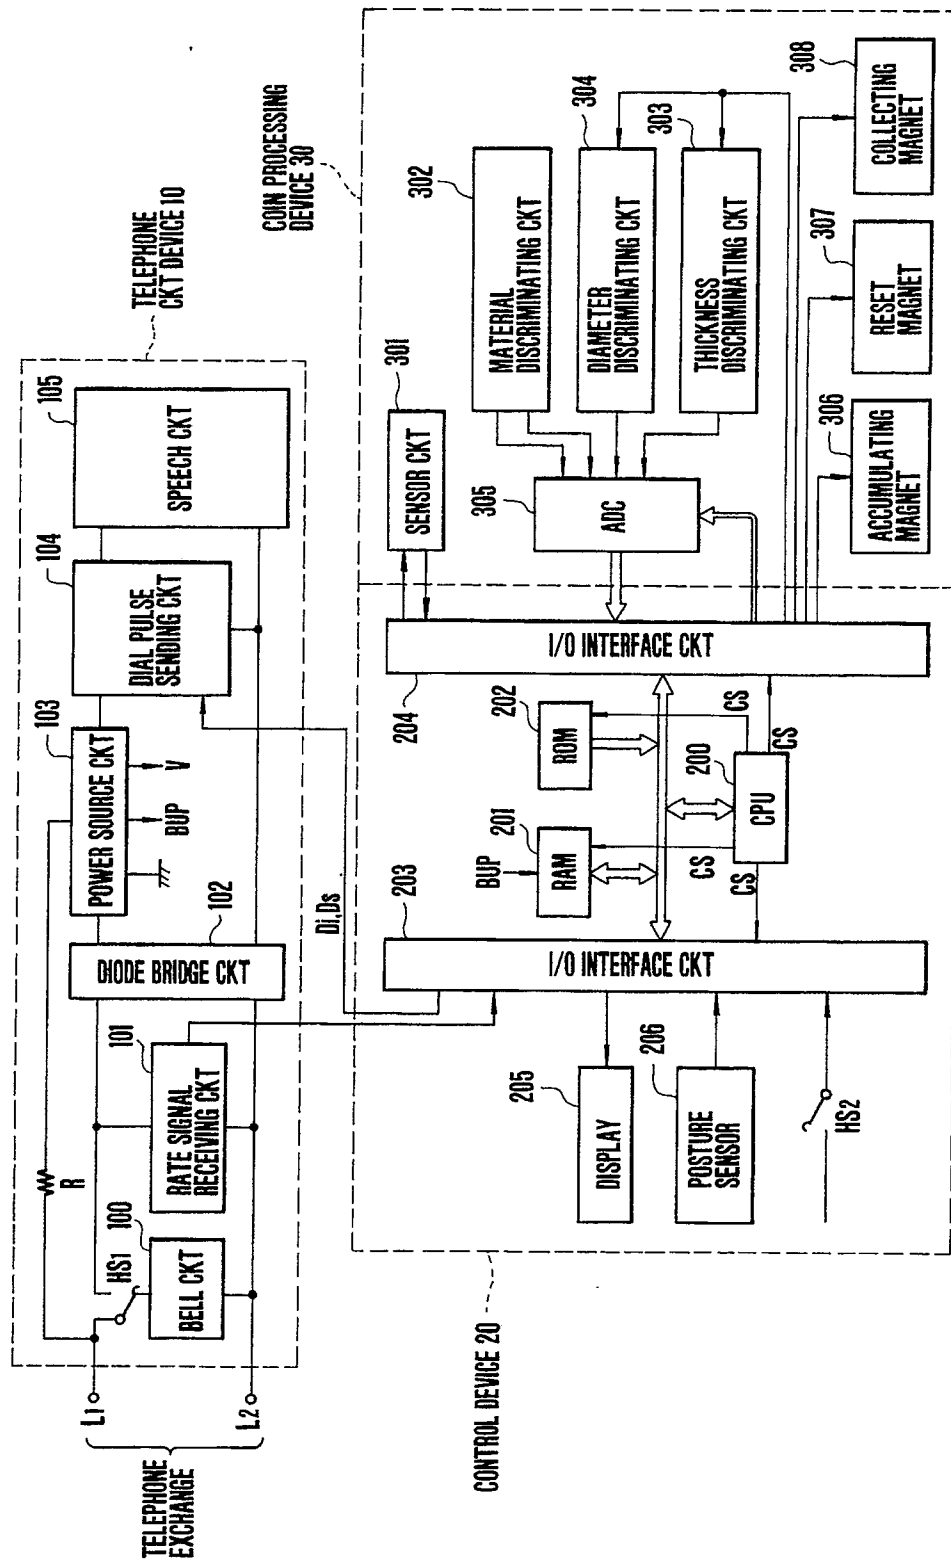 TELEPHONE
EXCHANGE
L1
L2
TELEPHONE
CKT DEVICE 10
R
HS1
100
BELL CKT
101
RATE SIGNAL
RECEIVING CKT
102
DIODE BRIDGE CKT
103
POWER SOURCE CKT
BUP
V
104
DIAL PULSE
SENDING CKT
105
SPEECH CKT
Di,Ds
CONTROL DEVICE 20
203
I/O INTERFACE CKT
205
DISPLAY
206
POSTURE
SENSOR
HS2
BUP
201
RAM
202
ROM
CS
CS
200
CPU
CS
CS
204
I/O INTERFACE CKT
COIN PROCESSING
DEVICE 30
301
SENSOR CKT
305
ADC
302
MATERIAL
DISCRIMINATING CKT
304
DIAMETER
DISCRIMINATING CKT
303
THICKNESS
DISCRIMINATING CKT
306
ACCUMULATING
MAGNET
307
RESET
MAGNET
308
COLLECTING
MAGNET